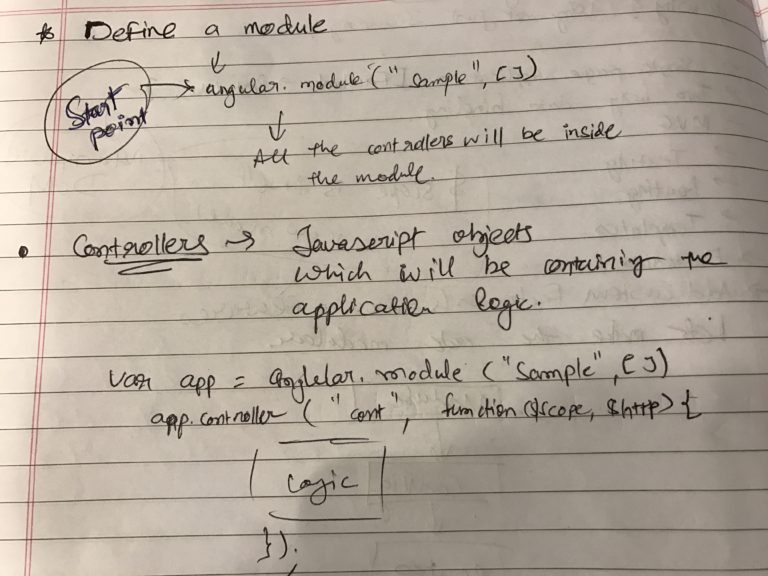 * Define a module
↓
Start point → angular.module("Sample", [])
↓
All the controllers will be inside
the module.
• Controllers → Javascript objects
which will be containing the
application logic.
var app = anglelar.module ("Sample", [])
app.controller ("cont", function($scope, $http) {
Logic
});